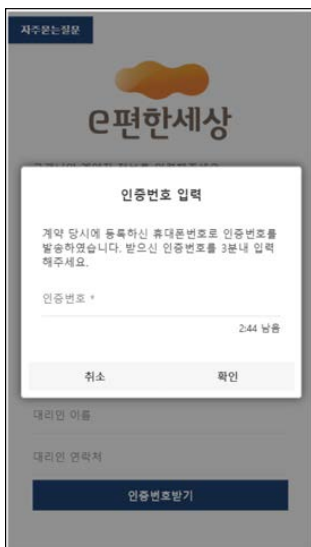 자주묻는질문
e편한세상
인증번호 입력
계약 당시에 등록하신 휴대폰번호로 인증번호를
발송하였습니다. 받으신 인증번호를 3분내 입력
해주세요.
인증번호 *
2:44 남음
취소
확인
대리인 이름
대리인 연락처
인증번호받기